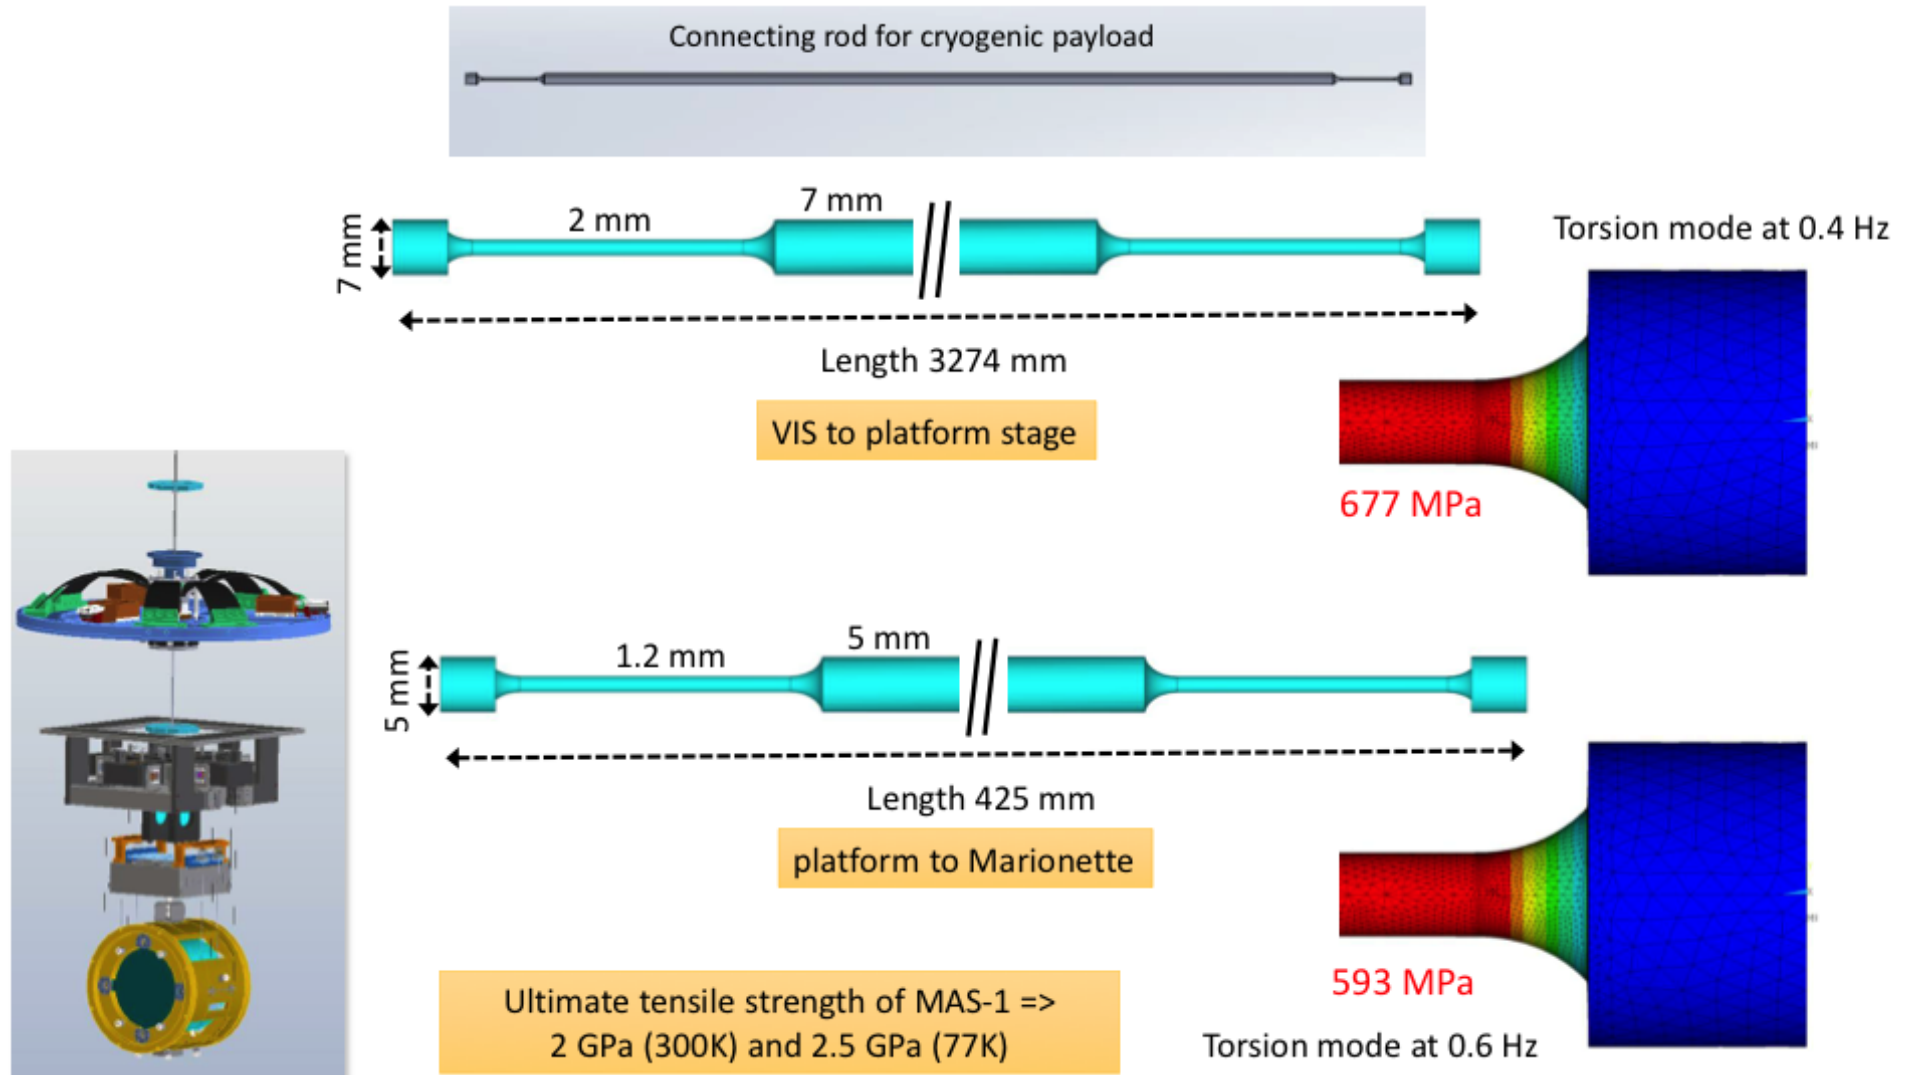 Connecting rod for cryogenic payload
7 mm
2 mm
7 mm
Torsion mode at 0.4 Hz
Length 3274 mm
VIS to platform stage
677 MPa
5 mm
1.2 mm
5 mm
Length 425 mm
platform to Marionette
593 MPa
Ultimate tensile strength of MAS-1 =>
2 GPa (300K) and 2.5 GPa (77K)
Torsion mode at 0.6 Hz